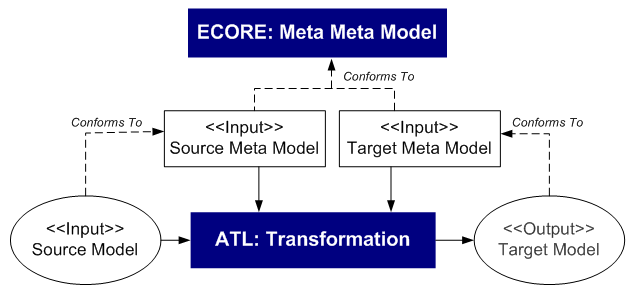 ECORE: Meta Meta Model
Conforms To
Conforms To
<<Input>>
Source Meta Model
<<Input>>
Target Meta Model
Conforms To
<<Input>>
Source Model
ATL: Transformation
<<Output>>
Target Model